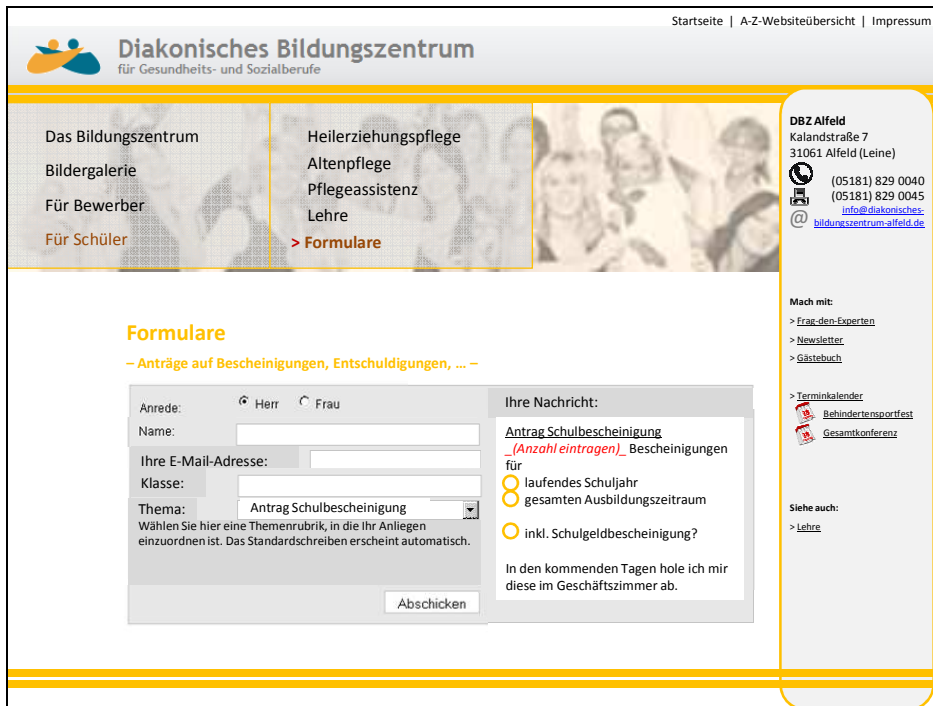 Startseite | A-Z-Websiteübersicht | Impressum
Diakonisches Bildungszentrum
für Gesundheits- und Sozialberufe
Das Bildungszentrum
Bildergalerie
Für Bewerber
Für Schüler
Heilerziehungspflege
Altenpflege
Pflegeassistenz
Lehre
> Formulare
DBZ Alfeld
Kalandstraße 7
31061 Alfeld (Leine)
(05181) 829 0040
(05181) 829 0045
@ info@diakonisches-
bildungszentrum-alfeld.de
Mach mit:
> Frag-den-Experten
> Newsletter
> Gästebuch
> Terminkalender
Behindertensportfest
Gesamtkonferenz
Siehe auch:
> Lehre
Formulare
– Anträge auf Bescheinigungen, Entschuldigungen, ... –
Anrede: Herr Frau
Name:
Ihre E-Mail-Adresse:
Klasse:
Thema: Antrag Schulbescheinigung
Wählen Sie hier eine Themenrubrik, in die Ihr Anliegen
einzuordnen ist. Das Standardschreiben erscheint automatisch.
Abschicken
Ihre Nachricht:
Antrag Schulbescheinigung
_(Anzahl eintragen)_ Bescheinigungen
für
laufendes Schuljahr
gesamten Ausbildungszeitraum
inkl. Schulgeldbescheinigung?
In den kommenden Tagen hole ich mir
diese im Geschäftszimmer ab.